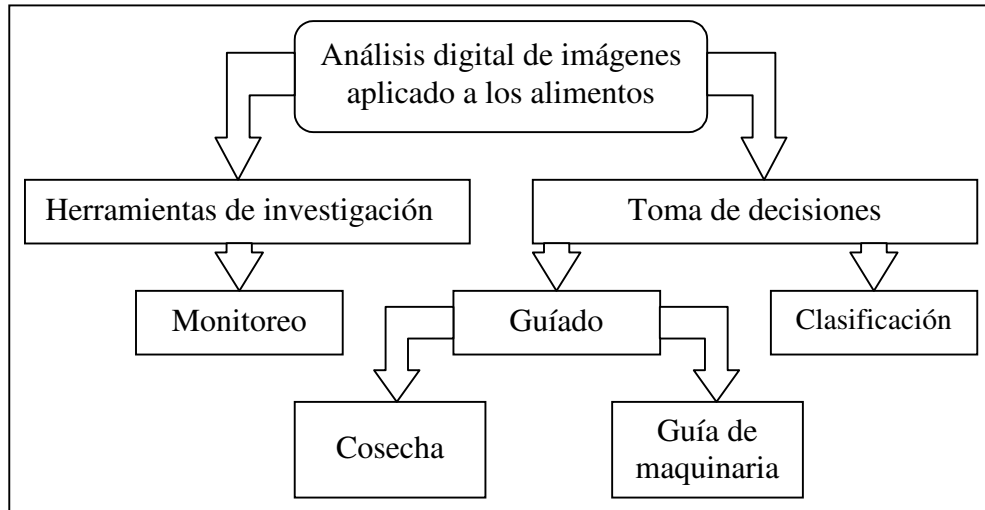 Análisis digital de imágenes
aplicado a los alimentos
Herramientas de investigación
Toma de decisiones
Monitoreo
Guíado
Clasificación
Cosecha
Guía de
maquinaria